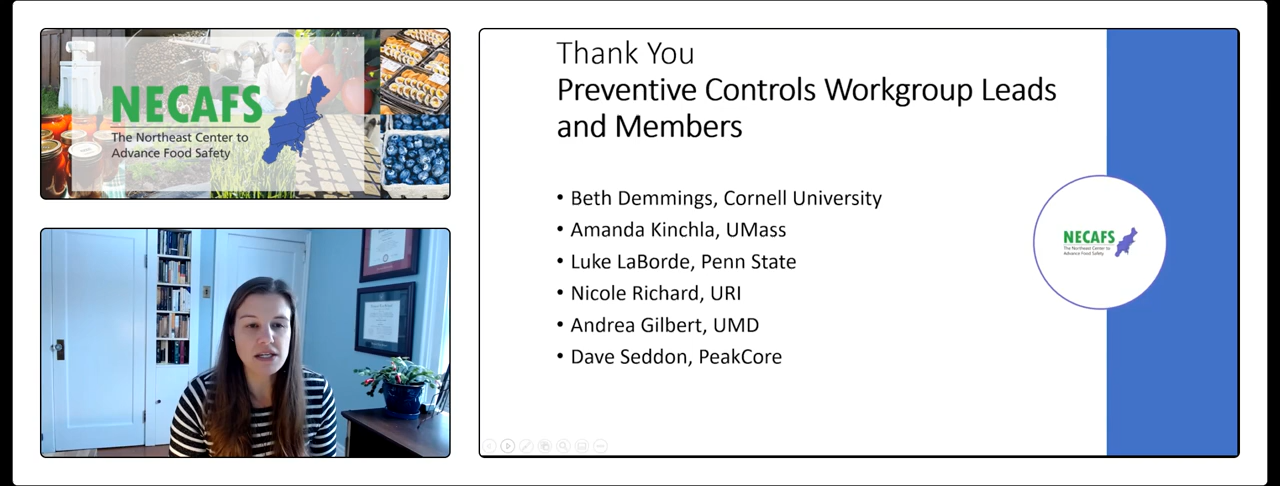 NECAFS
The Northeast Center to
Advance Food Safety
Thank You
Preventive Controls Workgroup Leads
and Members
• Beth Demmings, Cornell University
• Amanda Kinchla, UMass
• Luke LaBorde, Penn State
• Nicole Richard, URI
• Andrea Gilbert, UMD
• Dave Seddon, PeakCore
NECAFS
The Northeast Center to
Advance Food Safety